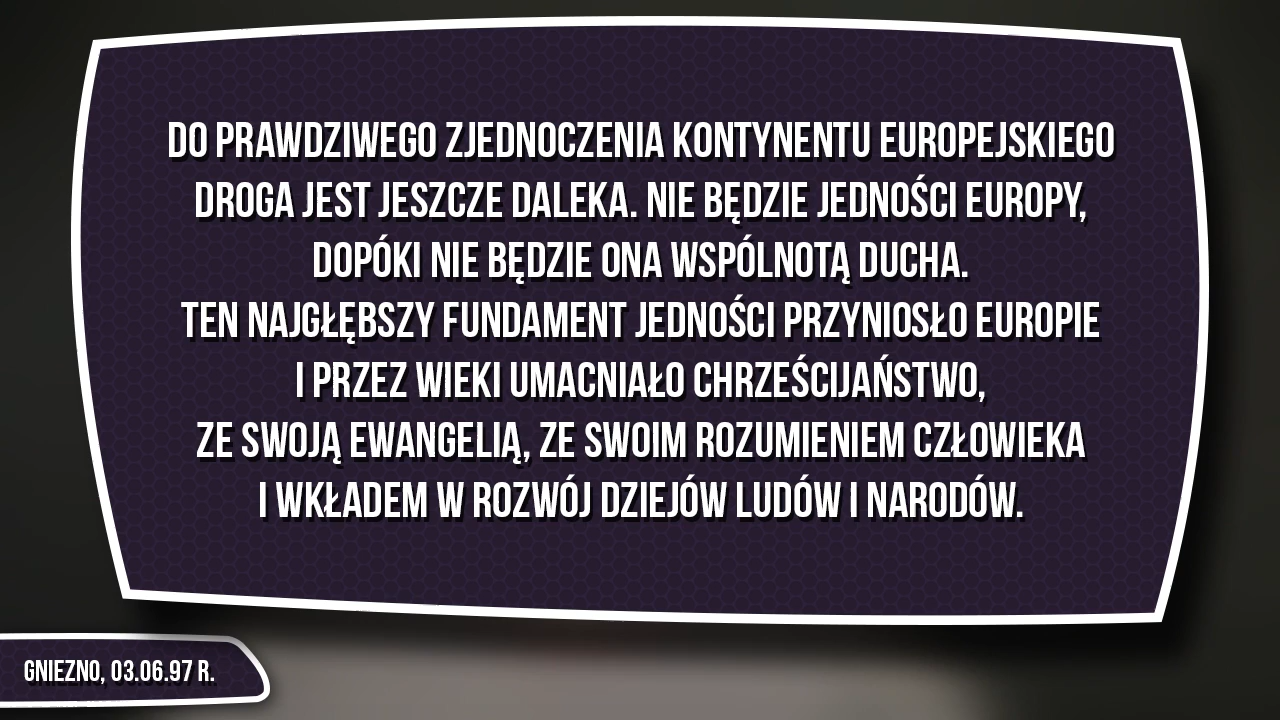 DO PRAWDZIWEGO ZJEDNOCZENIA KONTYNENTU EUROPEJSKIEGO
DROGA JEST JESZCZE DALEKA. NIE BĘDZIE JEDNOŚCI EUROPY,
DOPÓKI NIE BĘDZIE ONA WSPÓLNOTĄ DUCHA.
TEN NAJGŁĘBSZY FUNDAMENT JEDNOŚCI PRZYNIOSŁO EUROPIE
I PRZEZ WIEKI UMACNIAŁO CHRZEŚCIJAŃSTWO,
ZE SWOJĄ EWANGELIĄ, ZE SWOIM ROZUMIENIEM CZŁOWIEKA
I WKŁADEM W ROZWÓJ DZIEJÓW LUDÓW I NARODÓW.
GNIEZNO, 03.06.97 R.